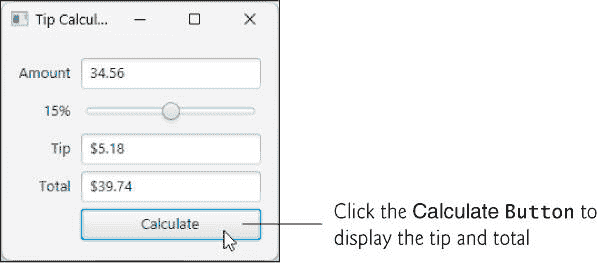 Tip Calcul...
Amount 34.56
15%
Tip $5.18
Total $39.74
Calculate
Click the Calculate Button to
display the tip and total